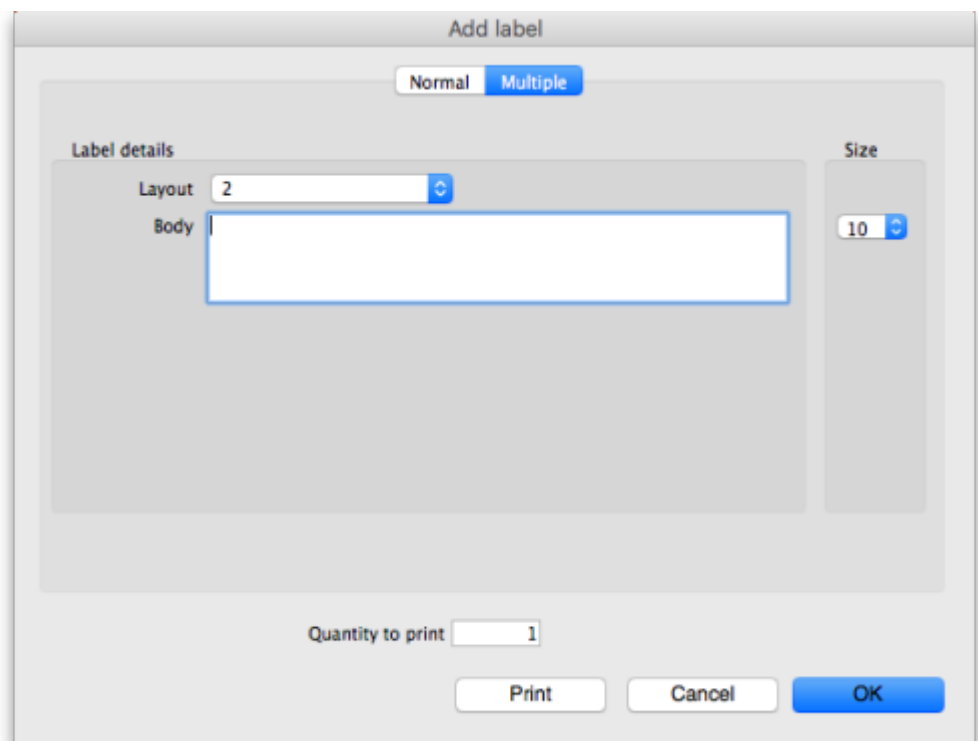 Add label
Normal Multiple
Label details Size
Layout 2
Body 10
Quantity to print 1
Print Cancel OK